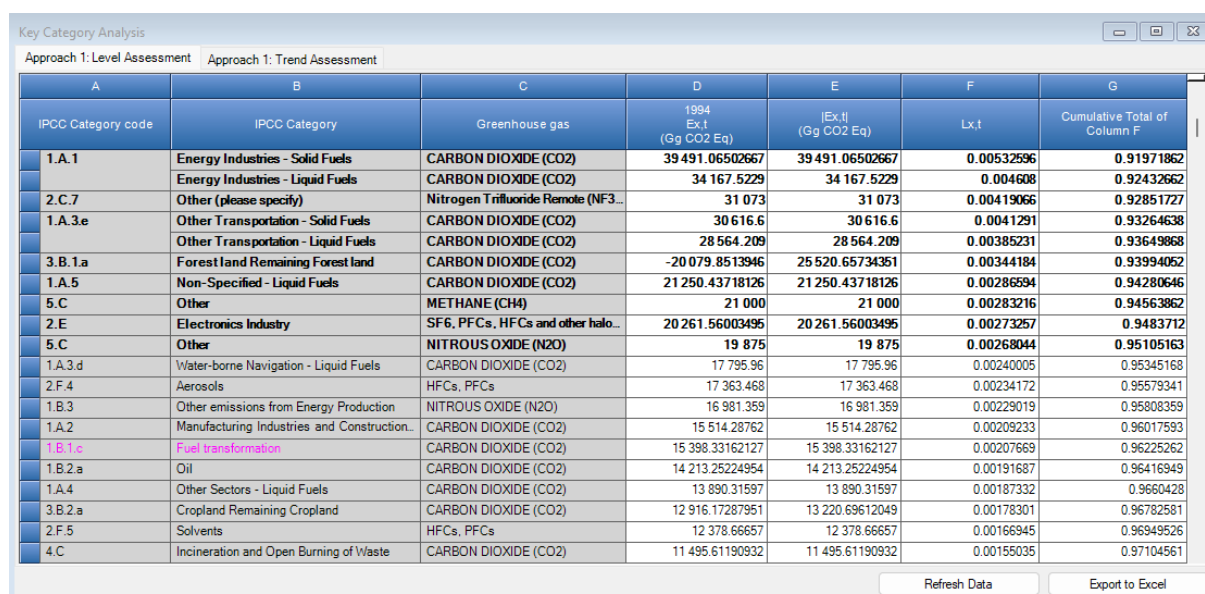 Key Category Analysis
Approach 1: Level Assessment Approach 1: Trend Assessment
A B C D E F G
IPCC Category code IPCC Category Greenhouse gas 1994 Ex,t (Gg CO2 Eq) |Ex,t| (Gg CO2 Eq) Lx,t Cumulative Total of Column F
1.A.1 Energy Industries - Solid Fuels CARBON DIOXIDE (CO2) 39 491.06502667 39 491.06502667 0.00532596 0.91971862
Energy Industries - Liquid Fuels CARBON DIOXIDE (CO2) 34 167.5229 34 167.5229 0.004608 0.92432662
2.C.7 Other (please specify) Nitrogen Trifluoride Remote (NF3... 31 073 31 073 0.00419066 0.92851727
1.A.3.e Other Transportation - Solid Fuels CARBON DIOXIDE (CO2) 30 616.6 30 616.6 0.0041291 0.93264638
Other Transportation - Liquid Fuels CARBON DIOXIDE (CO2) 28 564.209 28 564.209 0.00385231 0.93649868
3.B.1.a Forest land Remaining Forest land CARBON DIOXIDE (CO2) -20 079.8513946 25 520.65734351 0.00344184 0.93994052
1.A.5 Non-Specified - Liquid Fuels CARBON DIOXIDE (CO2) 21 250.43718126 21 250.43718126 0.00286594 0.94280646
5.C Other METHANE (CH4) 21 000 21 000 0.00283216 0.94563862
2.E Electronics Industry SF6, PFCs, HFCs and other halo... 20 261.56003495 20 261.56003495 0.00273257 0.9483712
5.C Other NITROUS OXIDE (N2O) 19 875 19 875 0.00268044 0.95105163
1.A.3.d Water-borne Navigation - Liquid Fuels CARBON DIOXIDE (CO2) 17 795.96 17 795.96 0.00240005 0.95345168
2.F.4 Aerosols HFCs, PFCs 17 363.468 17 363.468 0.00234172 0.95579341
1.B.3 Other emissions from Energy Production NITROUS OXIDE (N2O) 16 981.359 16 981.359 0.00229019 0.95808359
1.A.2 Manufacturing Industries and Construction... CARBON DIOXIDE (CO2) 15 514.28762 15 514.28762 0.00209233 0.96017593
1.B.1.c Fuel transformation CARBON DIOXIDE (CO2) 15 398.33162127 15 398.33162127 0.00207669 0.96225262
1.B.2.a Oil CARBON DIOXIDE (CO2) 14 213.25224954 14 213.25224954 0.00191687 0.96416949
1.A.4 Other Sectors - Liquid Fuels CARBON DIOXIDE (CO2) 13 890.31597 13 890.31597 0.00187332 0.9660428
3.B.2.a Cropland Remaining Cropland CARBON DIOXIDE (CO2) 12 916.17287951 13 220.69612049 0.00178301 0.96782581
2.F.5 Solvents HFCs, PFCs 12 378.66657 12 378.66657 0.00166945 0.96949526
4.C Incineration and Open Burning of Waste CARBON DIOXIDE (CO2) 11 495.61190932 11 495.61190932 0.00155035 0.97104561
Refresh Data Export to Excel